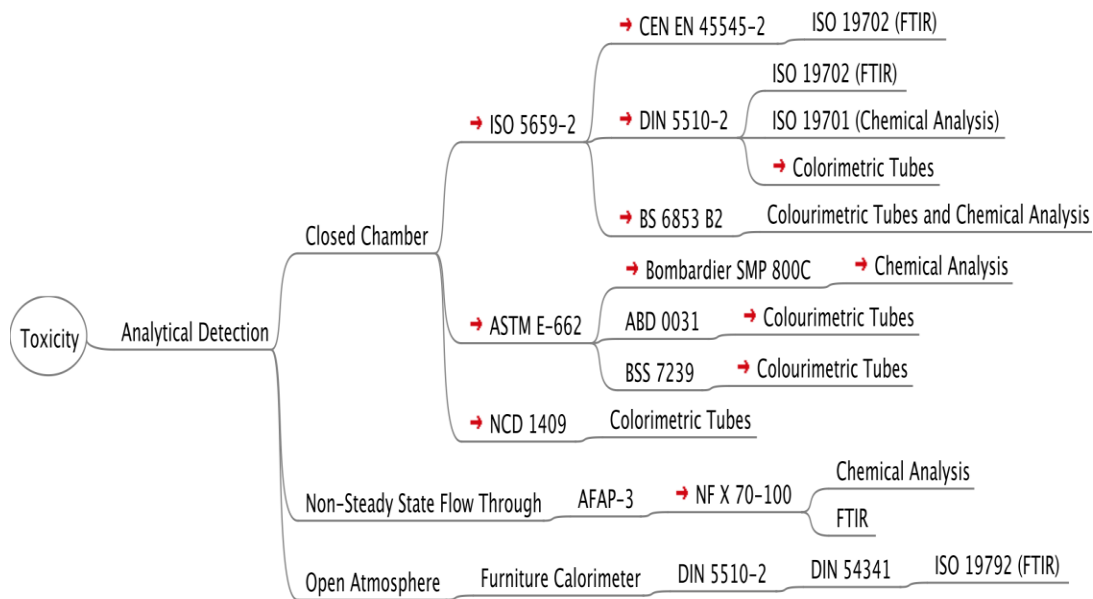 Toxicity
Analytical Detection
Closed Chamber
ISO 5659-2
CEN EN 45545-2
ISO 19702 (FTIR)
DIN 5510-2
ISO 19702 (FTIR)
ISO 19701 (Chemical Analysis)
Colorimetric Tubes
BS 6853 B2
Colourimetric Tubes and Chemical Analysis
ASTM E-662
Bombardier SMP 800C
Chemical Analysis
ABD 0031
Colourimetric Tubes
BSS 7239
Colourimetric Tubes
NCD 1409
Colorimetric Tubes
Non-Steady State Flow Through
AFAP-3
NF X 70-100
Chemical Analysis
FTIR
Open Atmosphere
Furniture Calorimeter
DIN 5510-2
DIN 54341
ISO 19792 (FTIR)